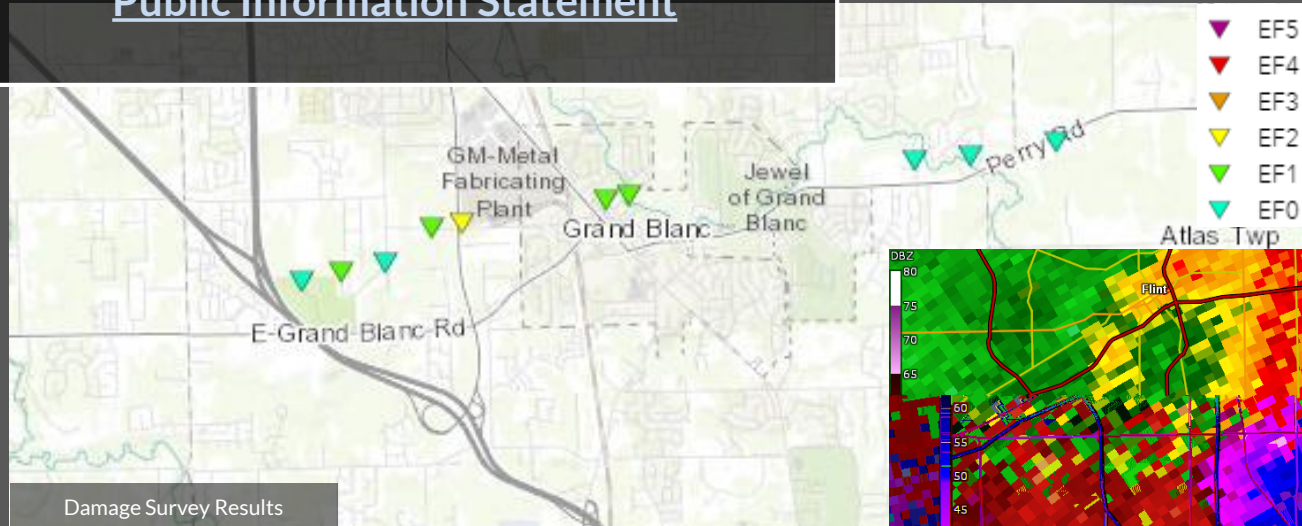 Public Information Statement
EF5
EF4
EF3
EF2
EF1
EF0
GM-Metal
Fabricating
Plant
Grand Blanc
Jewel
of Grand
Blanc
Perry Rd
Atlas Twp
E-Grand-Blanc-Rd
DBZ
80
75
70
65
Flint
60
55
50
45
Damage Survey Results